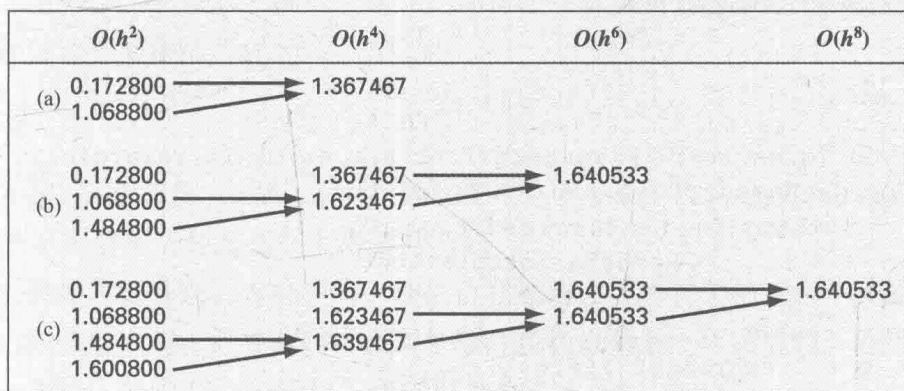 O(h²) O(h⁴) O(h⁶) O(h⁸)
(a) 0.172800 1.367467
1.068800
0.172800 1.367467 1.640533
(b) 1.068800 1.623467
1.484800
0.172800 1.367467 1.640533 1.640533
1.068800 1.623467 1.640533
(c) 1.484800 1.639467
1.600800